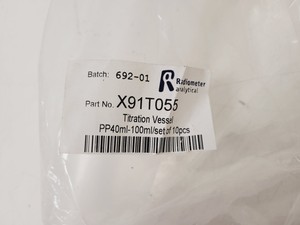 Batch: 692-01
Radiometer
analytical
Part No. X91T055
Titration Vessel
PP40ml-100ml/set of 10pcs